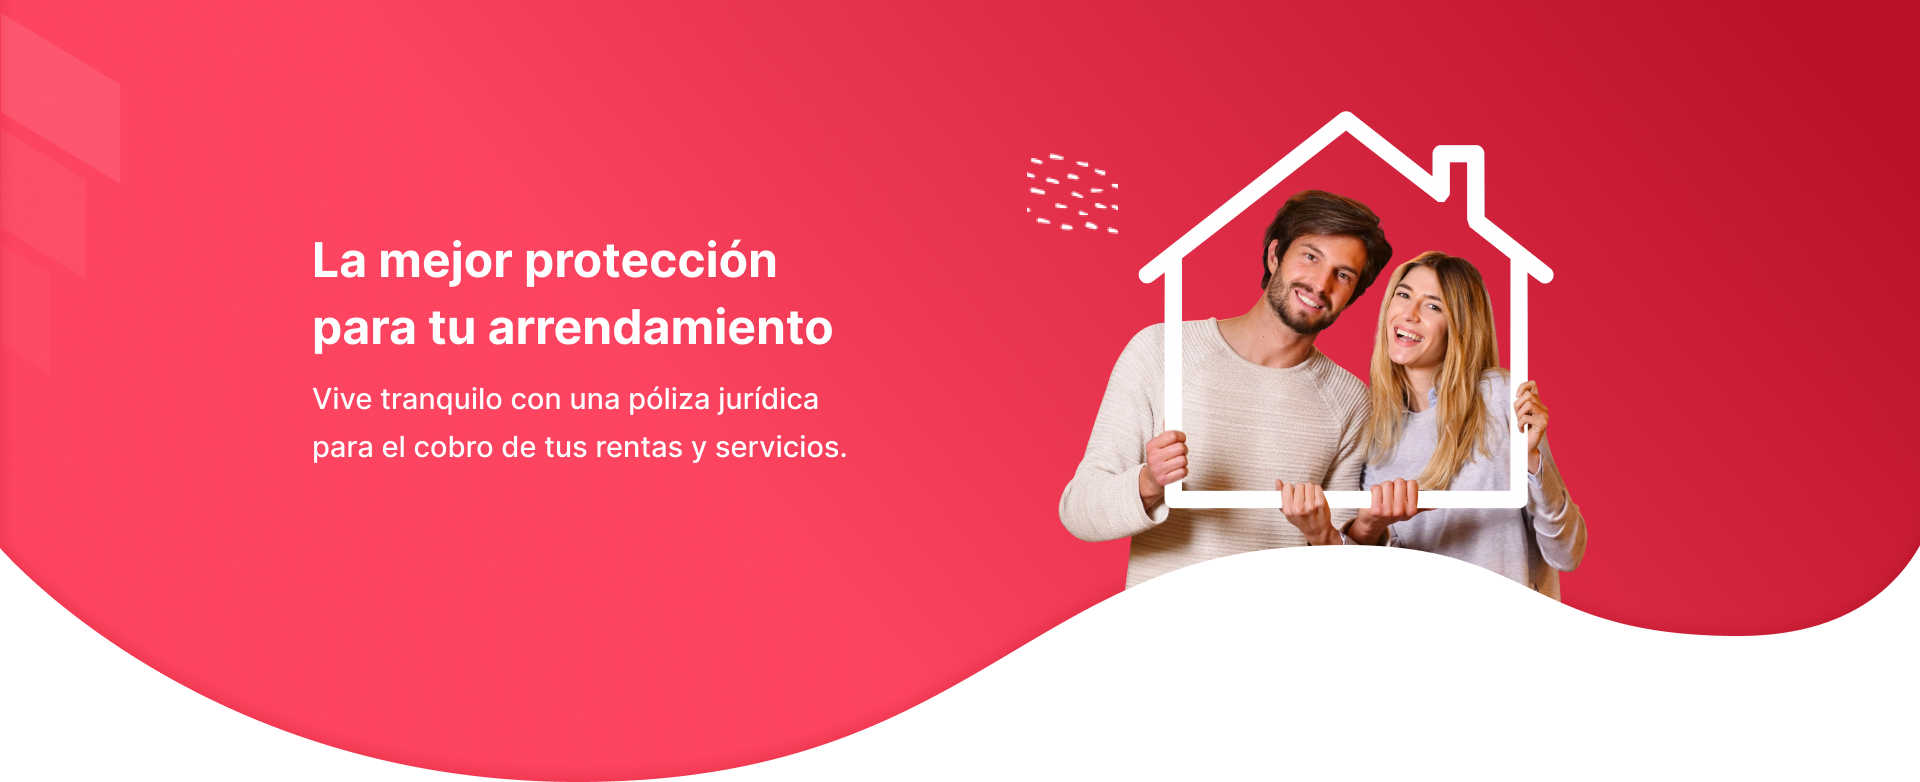 La mejor protección
para tu arrendamiento
Vive tranquilo con una póliza jurídica
para el cobro de tus rentas y servicios.